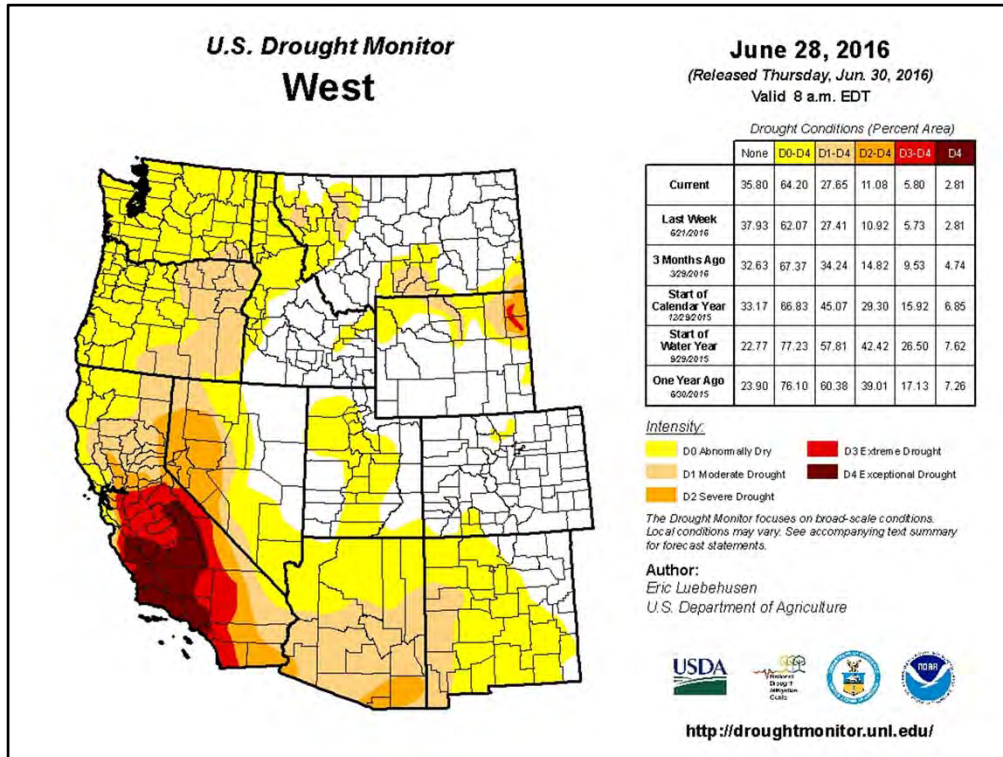 U.S. Drought Monitor
West
June 28, 2016
(Released Thursday, Jun. 30, 2016)
Valid 8 a.m. EDT
Drought Conditions (Percent Area)
None D0-D4 D1-D4 D2-D4 D3-D4 D4
Current 35.80 64.20 27.65 11.08 5.80 2.81
Last Week 37.93 62.07 27.41 10.92 5.73 2.81
6/21/2016
3 Months Ago 32.63 67.37 34.24 14.82 9.53 4.74
3/29/2016
Start of
Calendar Year 33.17 66.83 45.07 29.30 15.92 6.85
12/29/2015
Start of
Water Year 22.77 77.23 57.81 42.42 26.50 7.62
9/29/2015
One Year Ago 23.90 76.10 60.38 39.01 17.13 7.26
6/30/2015
Intensity:
D0 Abnormally Dry D3 Extreme Drought
D1 Moderate Drought D4 Exceptional Drought
D2 Severe Drought
The Drought Monitor focuses on broad-scale conditions.
Local conditions may vary. See accompanying text summary
for forecast statements.
Author:
Eric Luebehusen
U.S. Department of Agriculture
USDA
National
Drought
Mitigation
Center
NOAA
http://droughtmonitor.unl.edu/